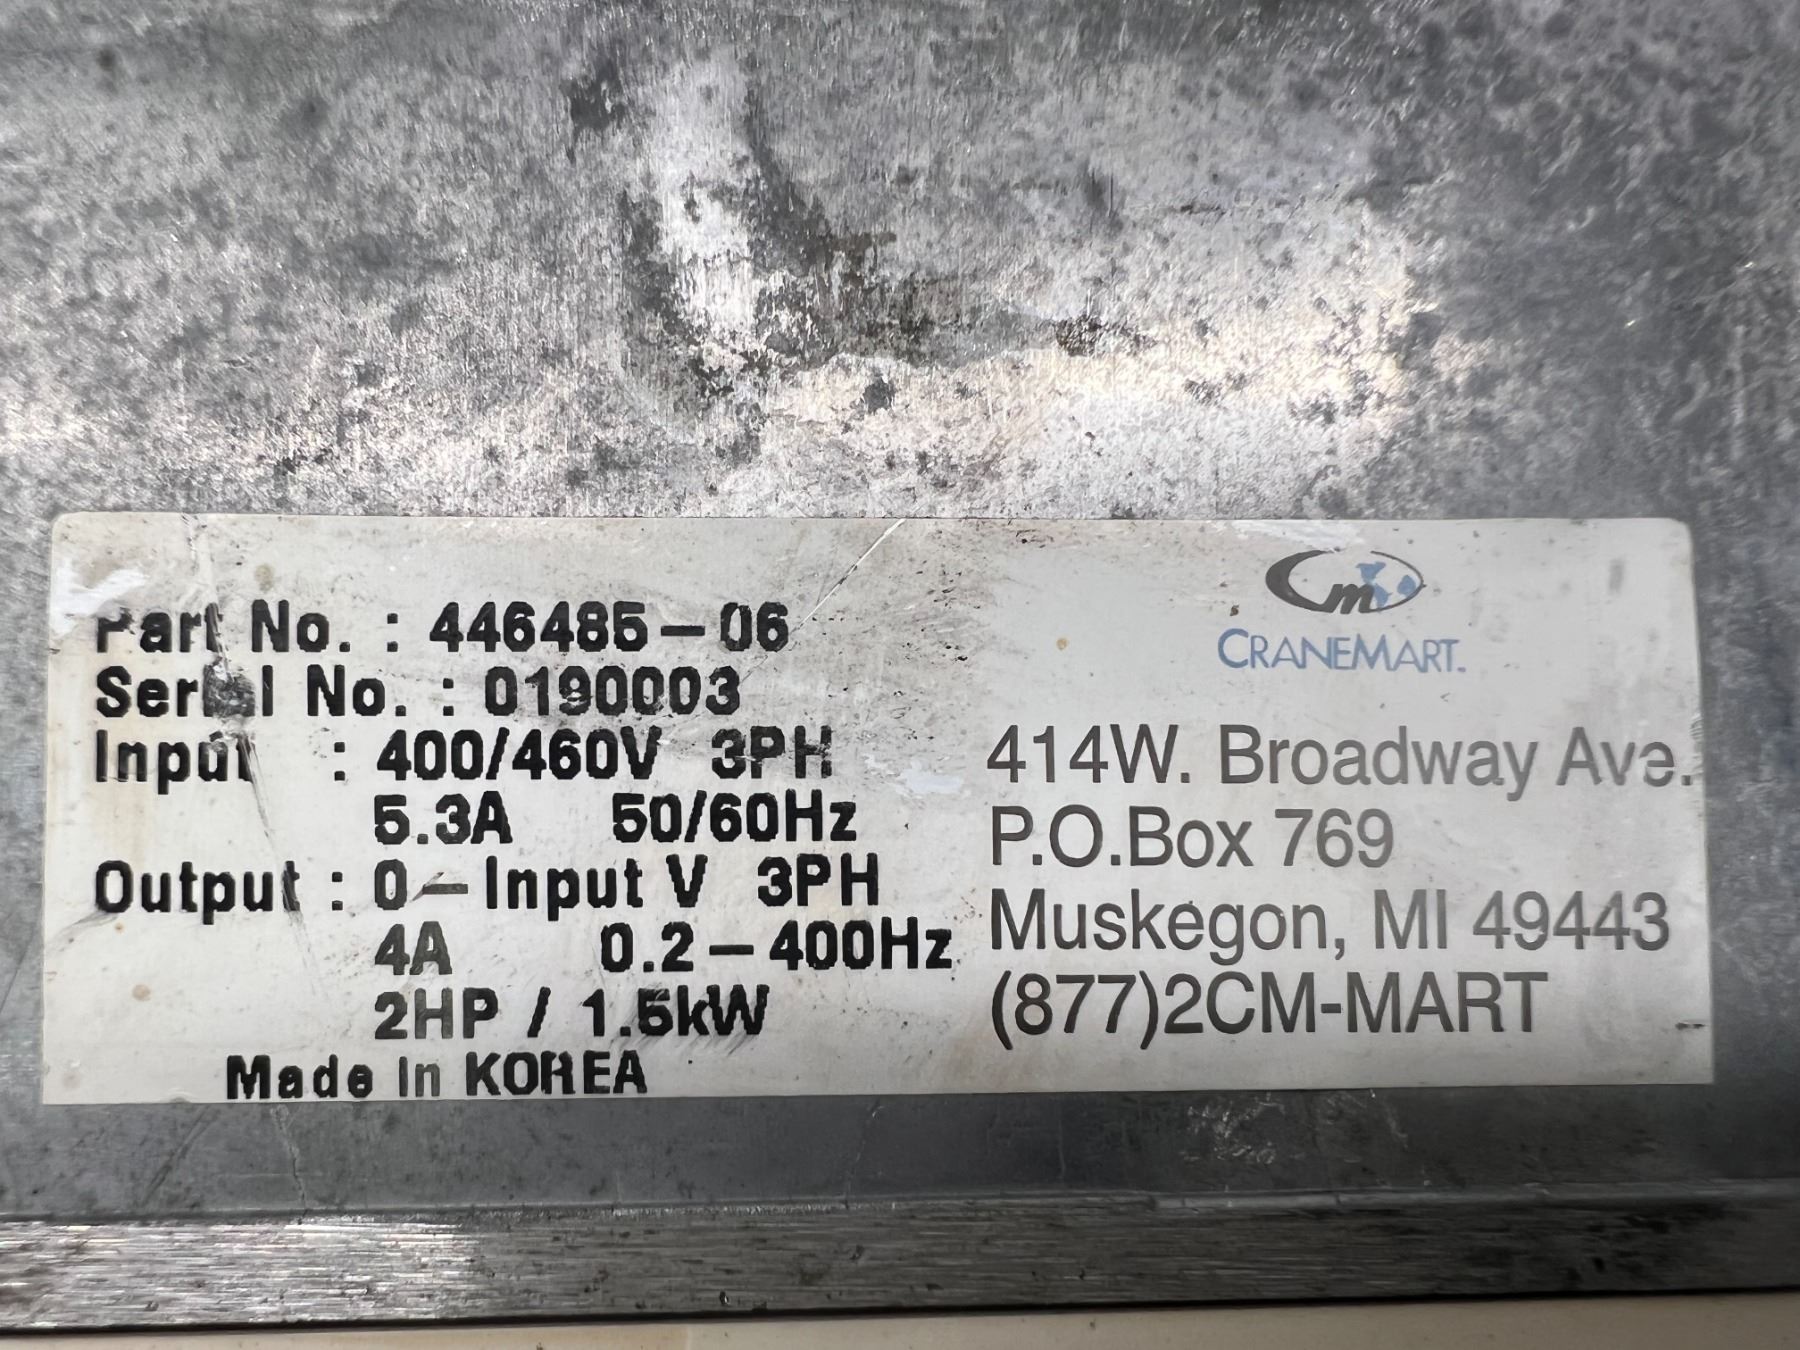 Part No. : 446485-06
Serial No. : 0190003
Input : 400/460V 3PH
5.3A 50/60Hz
Output : 0-Input V 3PH
4A 0.2-400Hz
2HP / 1.5kW
Made In KOREA
Cm
CRANEMART.
414W. Broadway Ave.
P.O.Box 769
Muskegon, MI 49443
(877)2CM-MART